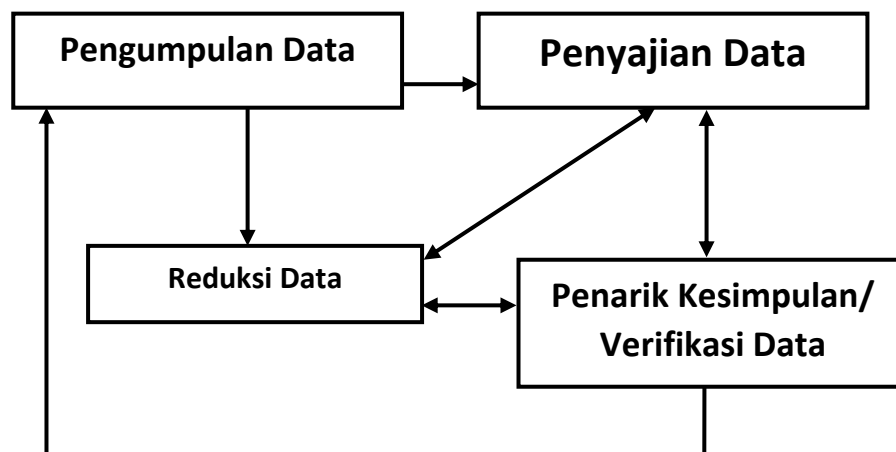 Pengumpulan Data
Penyajian Data
Reduksi Data
Penarik Kesimpulan/
Verifikasi Data